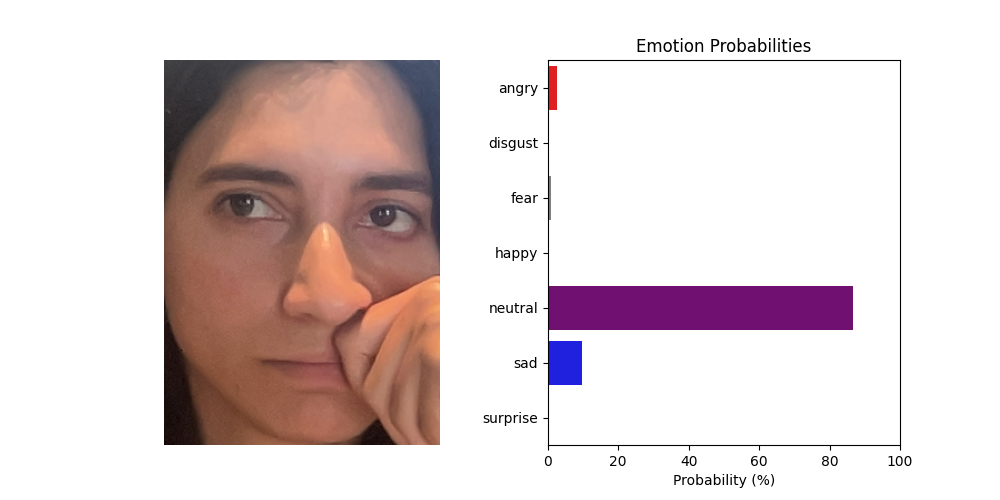 Emotion Probabilities
angry
disgust
fear
happy
neutral
sad
surprise
0 20 40 60 80 100
Probability (%)